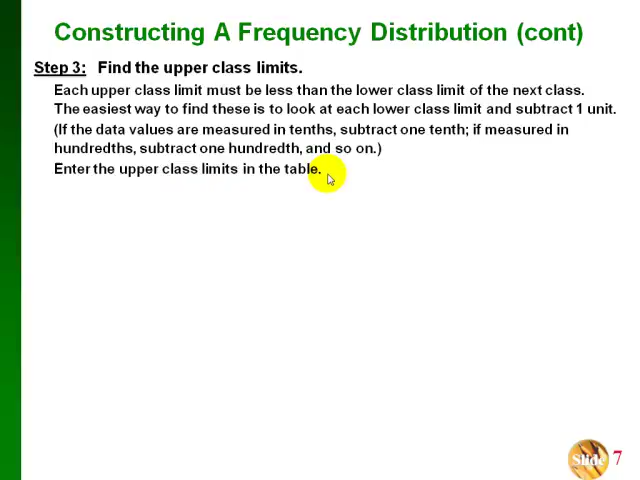 Constructing A Frequency Distribution (cont)
Step 3: Find the upper class limits.
Each upper class limit must be less than the lower class limit of the next class.
The easiest way to find these is to look at each lower class limit and subtract 1 unit.
(If the data values are measured in tenths, subtract one tenth; if measured in
hundredths, subtract one hundredth, and so on.)
Enter the upper class limits in the table.
Slide 7